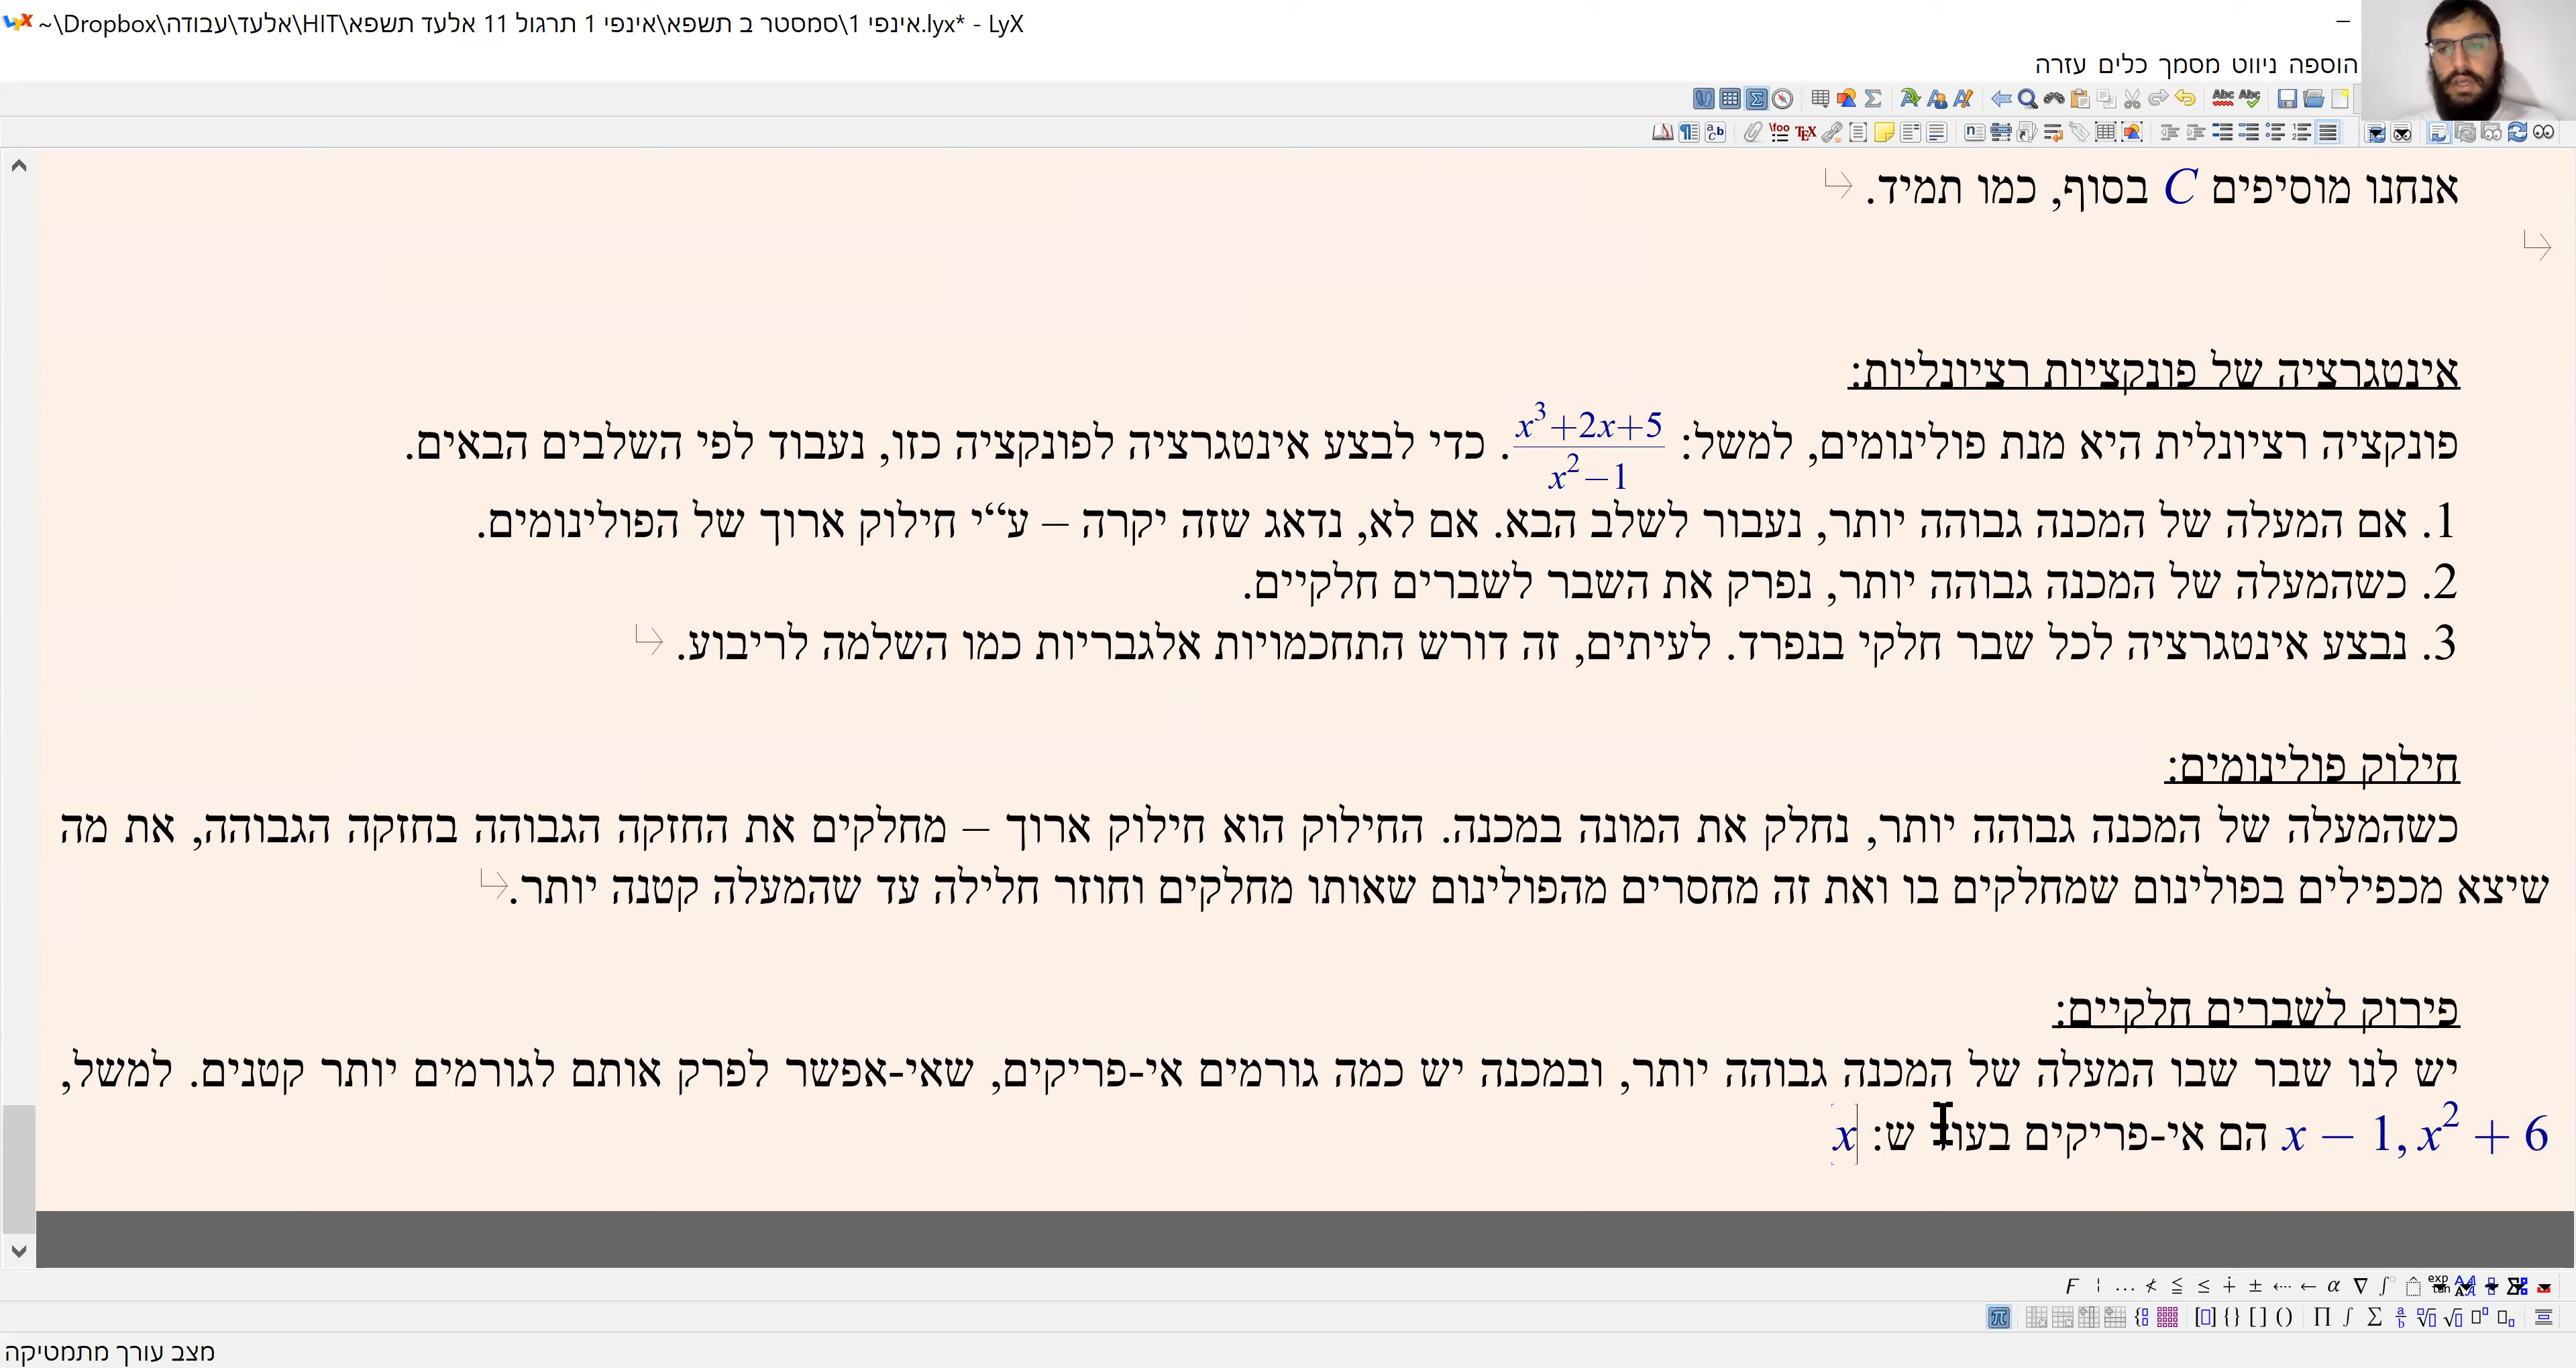 ~\Dropbox\אינפי 1\סמסטר ב תשפא\אינפי 1 תרגול 11 אלעד תשפא\HIT\אלעד\עבודה.lyx* - LyX
הוספה ניווט מסמך כלים עזרה
אנחנו מוסיפים C בסוף, כמו תמיד.
אינטגרציה של פונקציות רציונליות:
פונקציה רציונלית היא מנת פולינומים, למשל: \frac{x^3+2x+5}{x^2-1}. כדי לבצע אינטגרציה לפונקציה כזו, נעבוד לפי השלבים הבאים.
1. אם המעלה של המכנה גבוהה יותר, נעבור לשלב הבא. אם לא, נדאג שזה יקרה – ע“י חילוק ארוך של הפולינומים.
2. כשהמעלה של המכנה גבוהה יותר, נפרק את השבר לשברים חלקיים.
3. נבצע אינטגרציה לכל שבר חלקי בנפרד. לעיתים, זה דורש התחכמויות אלגבריות כמו השלמה לריבוע.
חילוק פולינומים:
כשהמעלה של המכנה גבוהה יותר, נחלק את המונה במכנה. החילוק הוא חילוק ארוך – מחלקים את החזקה הגבוהה בחזקה הגבוהה, את מה
שיצא מכפילים בפולינום שמחלקים בו ואת זה מחסרים מהפולינום שאותו מחלקים וחוזר חלילה עד שהמעלה קטנה יותר.
פירוק לשברים חלקיים:
יש לנו שבר שבו המעלה של המכנה גבוהה יותר, ובמכנה יש כמה גורמים אי-פריקים, שאי-אפשר לפרק אותם לגורמים יותר קטנים. למשל,
x − 1, x^2 + 6 הם אי-פריקים בעוד ש: x
מצב עורך מתמטיקה